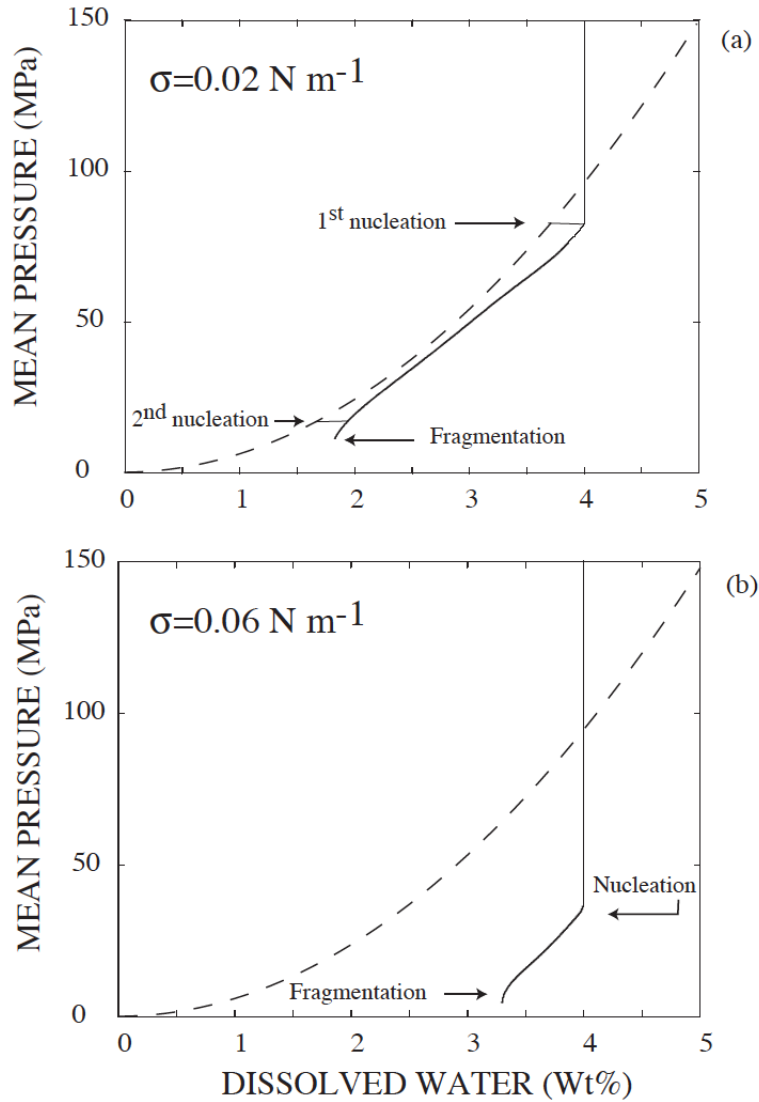 150
(a)
σ=0.02 N m-1
100
1st nucleation
MEAN PRESSURE (MPa)
50
2nd nucleation
Fragmentation
0
0 1 2 3 4 5
150
(b)
σ=0.06 N m-1
100
MEAN PRESSURE (MPa)
50
Nucleation
Fragmentation
0
0 1 2 3 4 5
DISSOLVED WATER (Wt%)